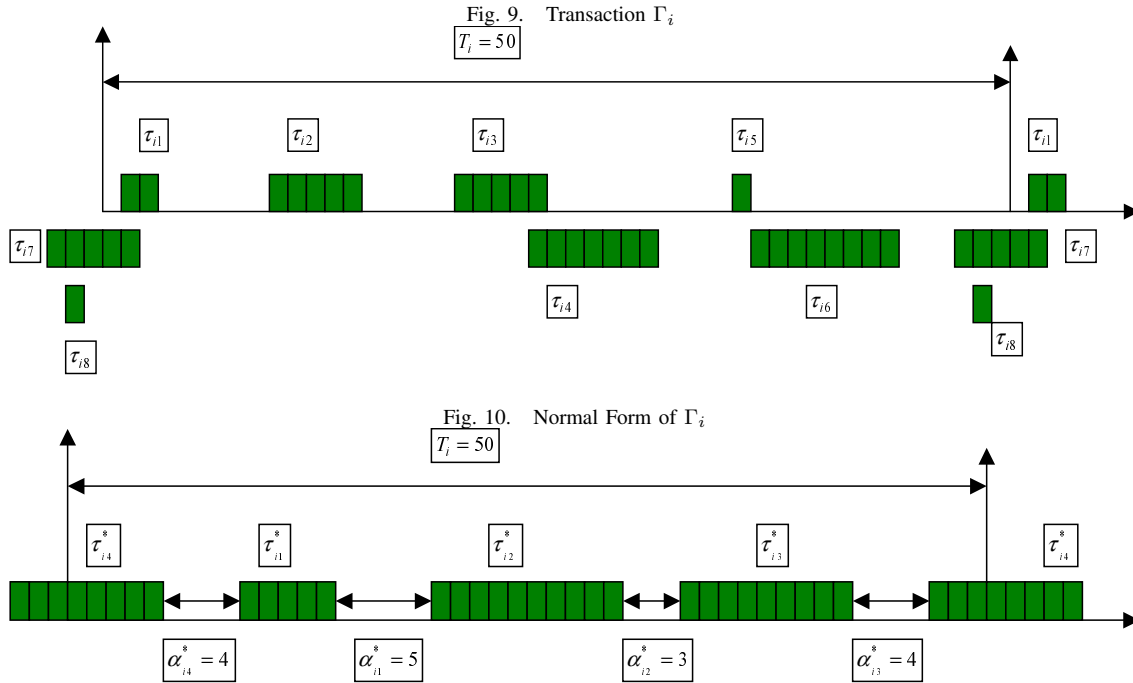 Fig. 9. Transaction Γ_i
T_i = 50
τ_i1 τ_i2 τ_i3 τ_i5 τ_i1
τ_i7 τ_i7
τ_i4 τ_i6
τ_i8 τ_i8
Fig. 10. Normal Form of Γ_i
T_i = 50
τ*_i4 τ*_i1 τ*_i2 τ*_i3 τ*_i4
α*_i4 = 4 α*_i1 = 5 α*_i2 = 3 α*_i3 = 4